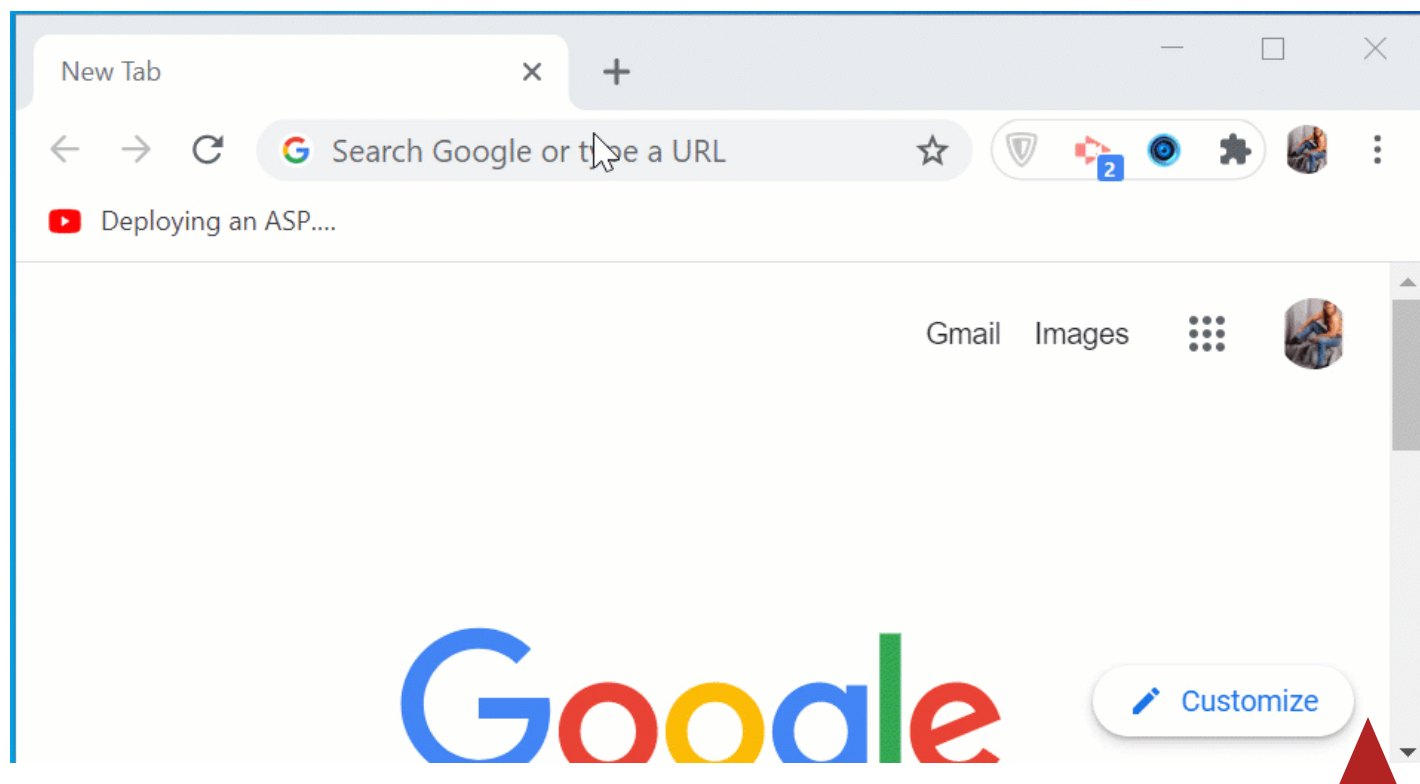 New Tab
Search Google or type a URL
2
Deploying an ASP....
Gmail Images
Google
Customize